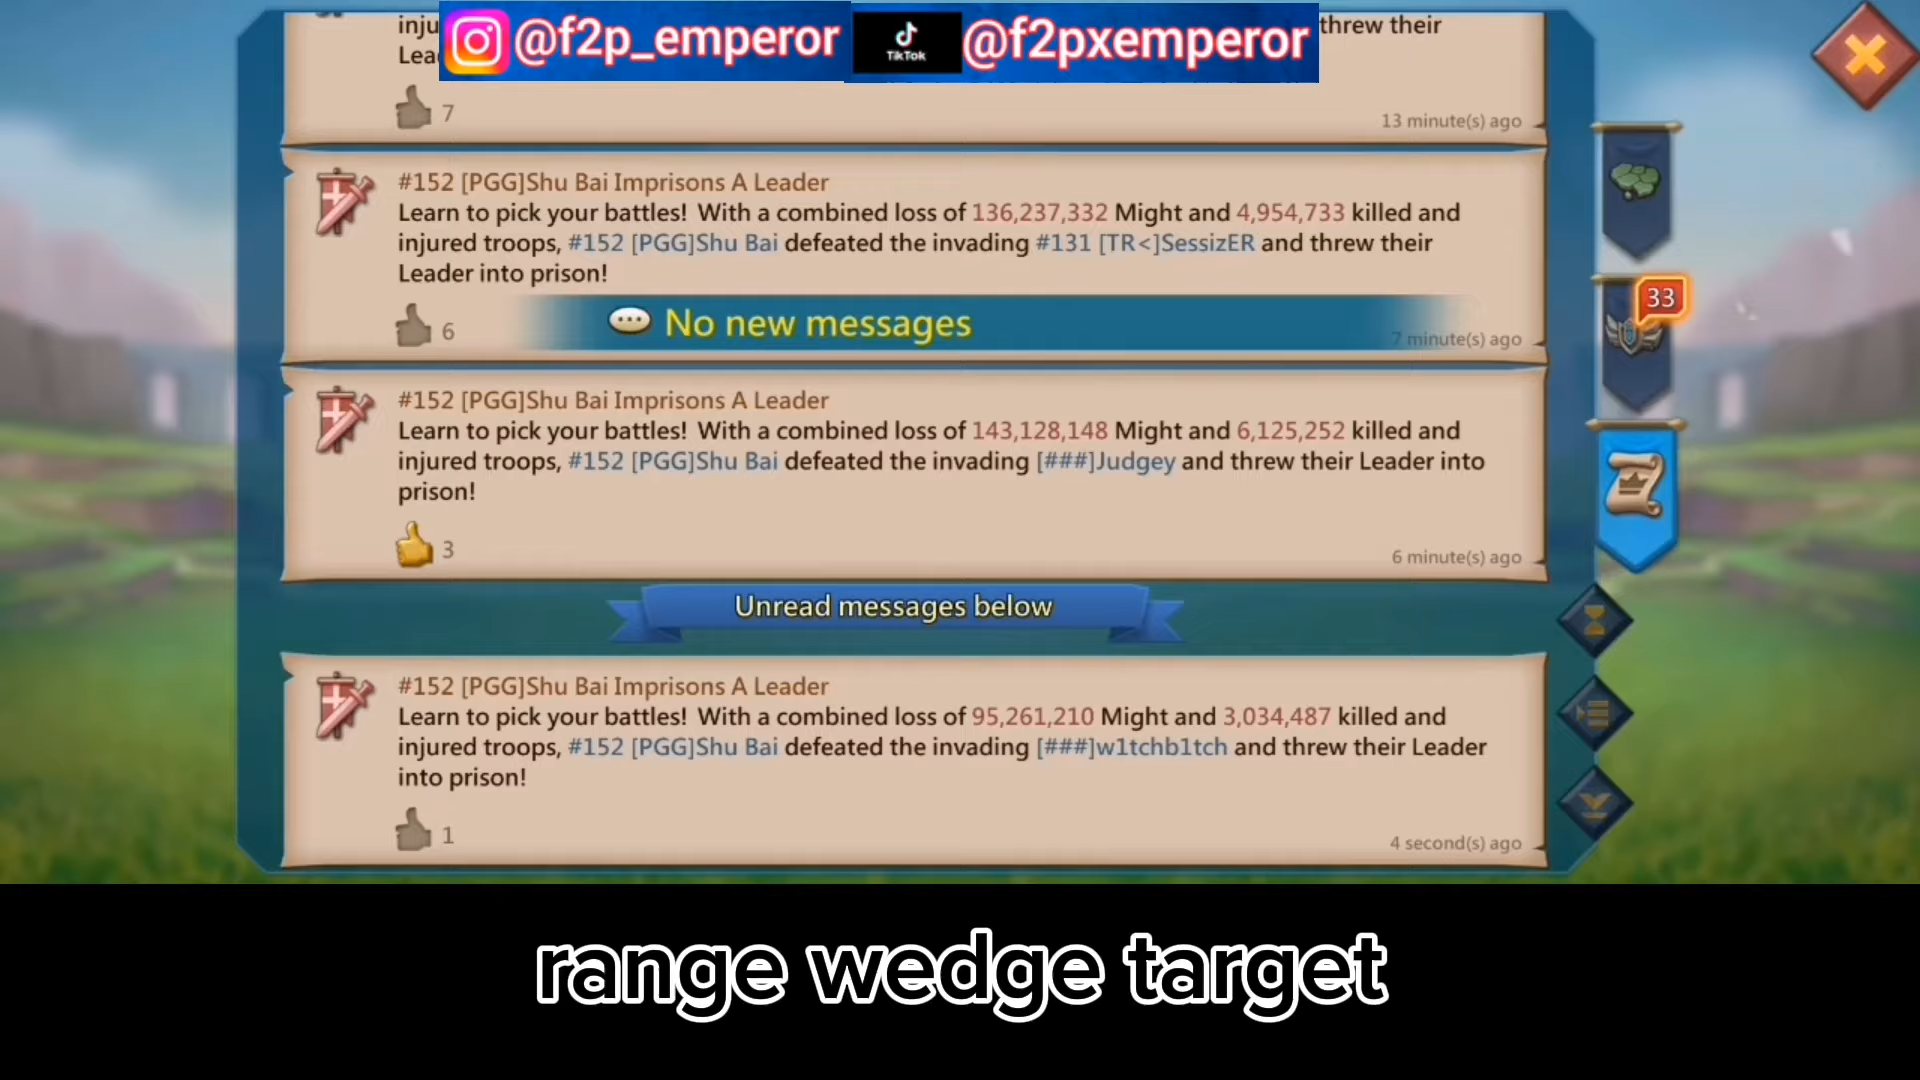 @f2p_emperor
TikTok
@f2pxemperor
threw their
7
13 minute(s) ago
#152 [PGG]Shu Bai Imprisons A Leader
Learn to pick your battles! With a combined loss of 136,237,332 Might and 4,954,733 killed and
injured troops, #152 [PGG]Shu Bai defeated the invading #131 [TR<]SessizER and threw their
Leader into prison!
6
No new messages
7 minute(s) ago
33
#152 [PGG]Shu Bai Imprisons A Leader
Learn to pick your battles! With a combined loss of 143,128,148 Might and 6,125,252 killed and
injured troops, #152 [PGG]Shu Bai defeated the invading [###]Judgey and threw their Leader into
prison!
3
6 minute(s) ago
Unread messages below
#152 [PGG]Shu Bai Imprisons A Leader
Learn to pick your battles! With a combined loss of 95,261,210 Might and 3,034,487 killed and
injured troops, #152 [PGG]Shu Bai defeated the invading [###]w1tchb1tch and threw their Leader
into prison!
1
4 second(s) ago
range wedge target